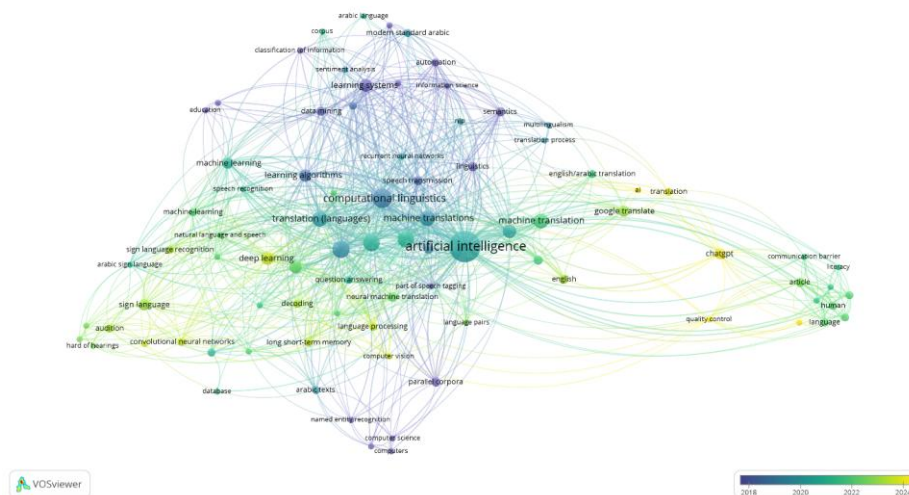 arabic language
corpus
modern standard arabic
classification of information
automation
sentiment analysis
learning systems
information science
data mining
education
semantics
multilingualism
translation process
recurrent neural networks
machine learning
linguistics
learning algorithms
speech transmission
english/arabic translation
speech recognition
computational linguistics
translation
machine learning
translation (languages)
machine translations
machine translation
google translate
natural language and speech
sign language recognition
artificial intelligence
deep learning
chatgpt
communication barrier
arabic sign language
literacy
question answering
english
article
part of speech tagging
neural machine translation
sign language
decoding
human
audition
language processing
language pairs
quality control
language
hard of hearings
convolutional neural networks
long short-term memory
computer vision
database
arabic texts
parallel corpora
named entity recognition
computer science
computers
VOSviewer
2018 2020 2022 2024